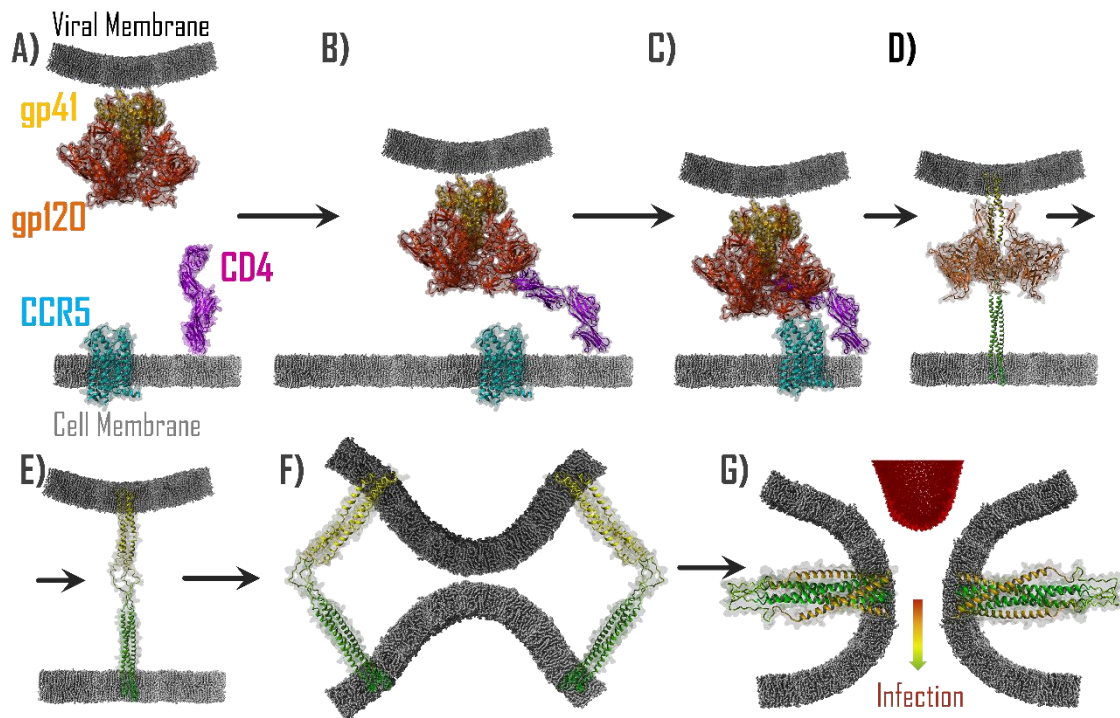 Viral Membrane
A)
B)
C)
D)
gp41
gp120
CD4
CCR5
Cell Membrane
E)
F)
G)
Infection